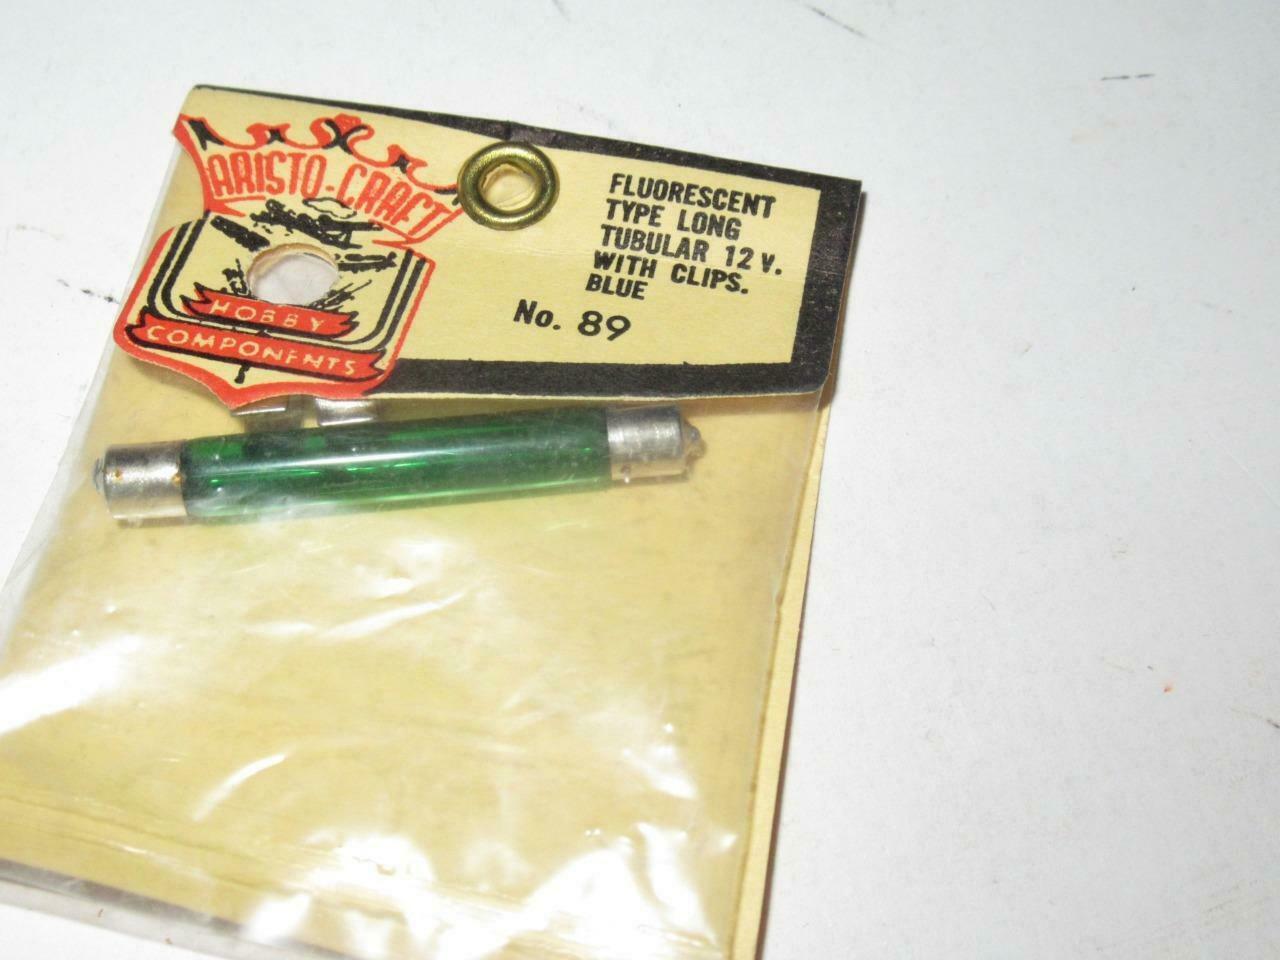 ARISTO-CRAFT
HOBBY
COMPONENTS
FLUORESCENT
TYPE LONG
TUBULAR 12 V.
WITH CLIPS.
BLUE
No. 89